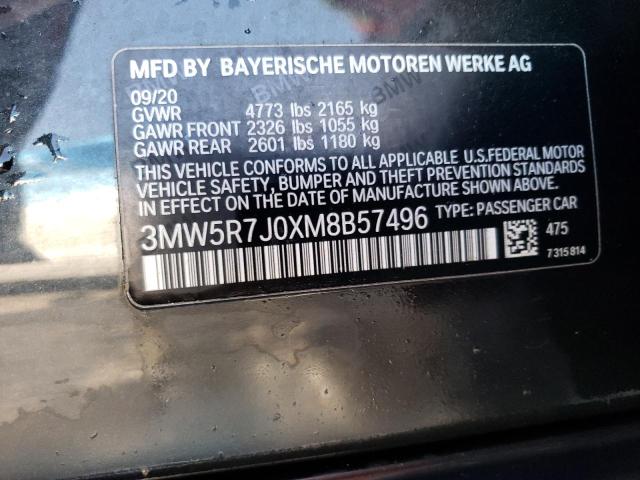 MFD BY BAYERISCHE MOTOREN WERKE AG
09/20
GVWR 4773 lbs 2165 kg
GAWR FRONT 2326 lbs 1055 kg
GAWR REAR 2601 lbs 1180 kg
THIS VEHICLE CONFORMS TO ALL APPLICABLE U.S.FEDERAL MOTOR
VEHICLE SAFETY, BUMPER AND THEFT PREVENTION STANDARDS
IN EFFECT ON THE DATE OF MANUFACTURE SHOWN ABOVE.
3MW5R7J0XM8B57496 TYPE: PASSENGER CAR
475
7315814